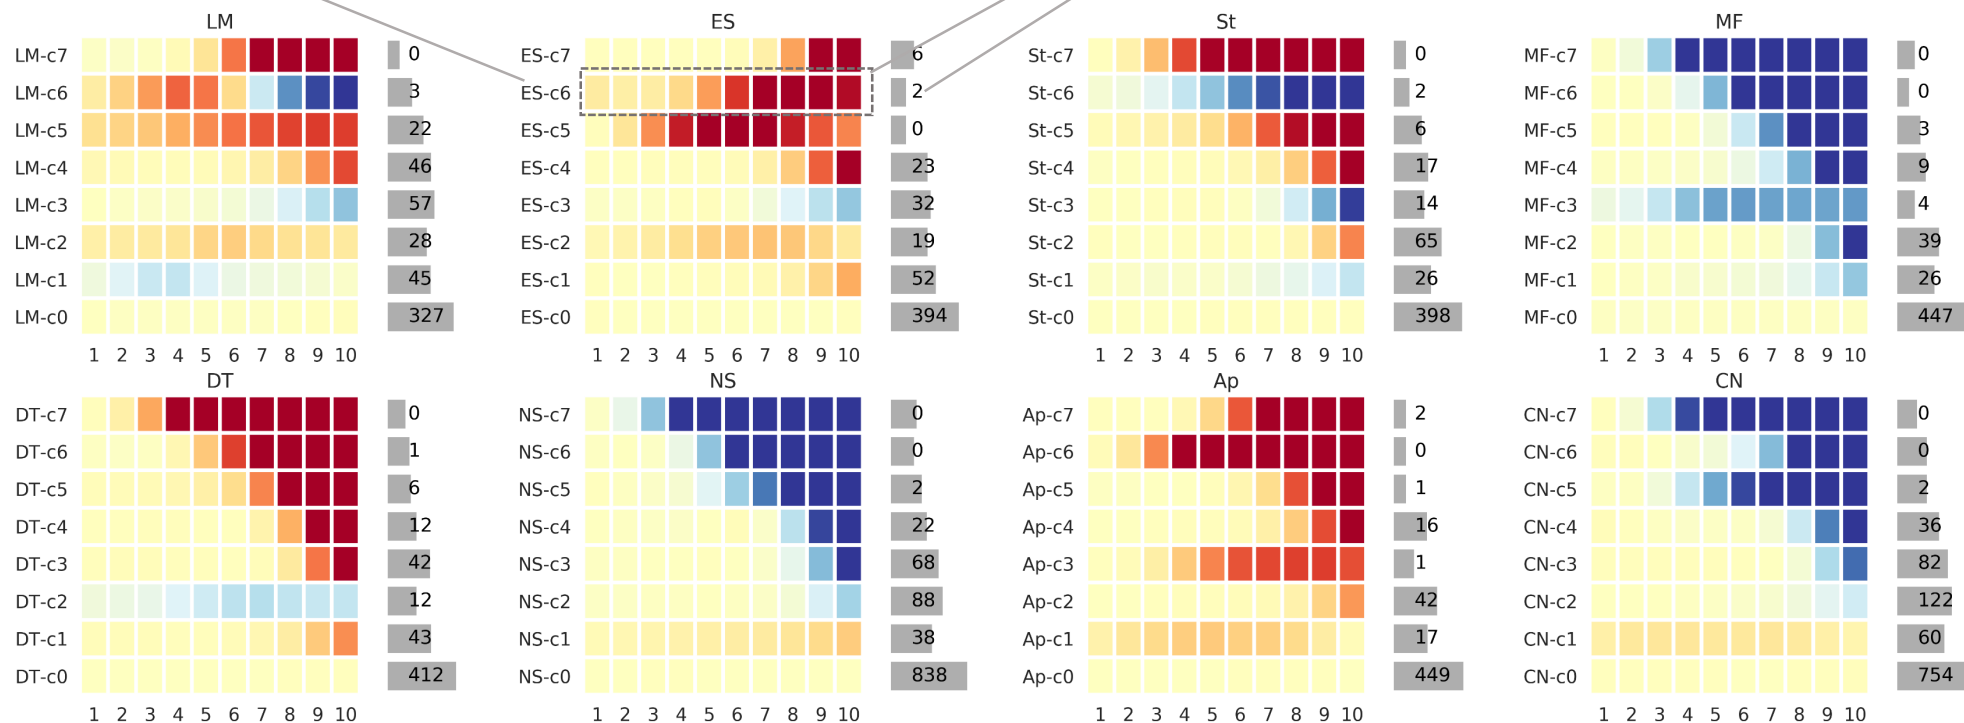 LM ES St MF
LM-c7 0 ES-c7 6 St-c7 0 MF-c7 0
LM-c6 3 ES-c6 2 St-c6 2 MF-c6 0
LM-c5 22 ES-c5 0 St-c5 6 MF-c5 3
LM-c4 46 ES-c4 23 St-c4 17 MF-c4 9
LM-c3 57 ES-c3 32 St-c3 14 MF-c3 4
LM-c2 28 ES-c2 19 St-c2 65 MF-c2 39
LM-c1 45 ES-c1 52 St-c1 26 MF-c1 26
LM-c0 327 ES-c0 394 St-c0 398 MF-c0 447
1 2 3 4 5 6 7 8 9 10 1 2 3 4 5 6 7 8 9 10 1 2 3 4 5 6 7 8 9 10 1 2 3 4 5 6 7 8 9 10
DT NS Ap CN
DT-c7 0 NS-c7 0 Ap-c7 2 CN-c7 0
DT-c6 1 NS-c6 0 Ap-c6 0 CN-c6 0
DT-c5 6 NS-c5 2 Ap-c5 1 CN-c5 2
DT-c4 12 NS-c4 22 Ap-c4 16 CN-c4 36
DT-c3 42 NS-c3 68 Ap-c3 1 CN-c3 82
DT-c2 12 NS-c2 88 Ap-c2 42 CN-c2 122
DT-c1 43 NS-c1 38 Ap-c1 17 CN-c1 60
DT-c0 412 NS-c0 838 Ap-c0 449 CN-c0 754
1 2 3 4 5 6 7 8 9 10 1 2 3 4 5 6 7 8 9 10 1 2 3 4 5 6 7 8 9 10 1 2 3 4 5 6 7 8 9 10